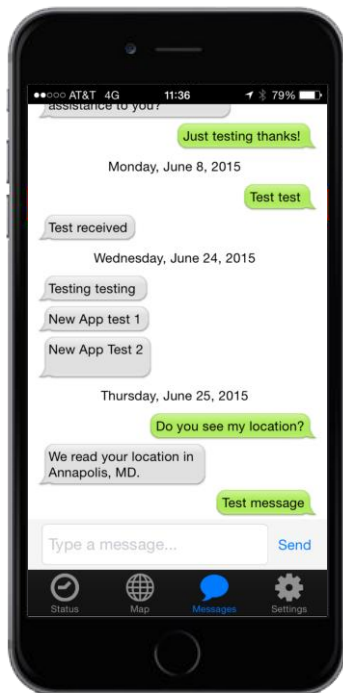 AT&T 4G 11:36 79%
assistance to you?
Just testing thanks!
Monday, June 8, 2015
Test test
Test received
Wednesday, June 24, 2015
Testing testing
New App test 1
New App Test 2
Thursday, June 25, 2015
Do you see my location?
We read your location in
Annapolis, MD.
Test message
Type a message...
Send
Status Map Messages Settings